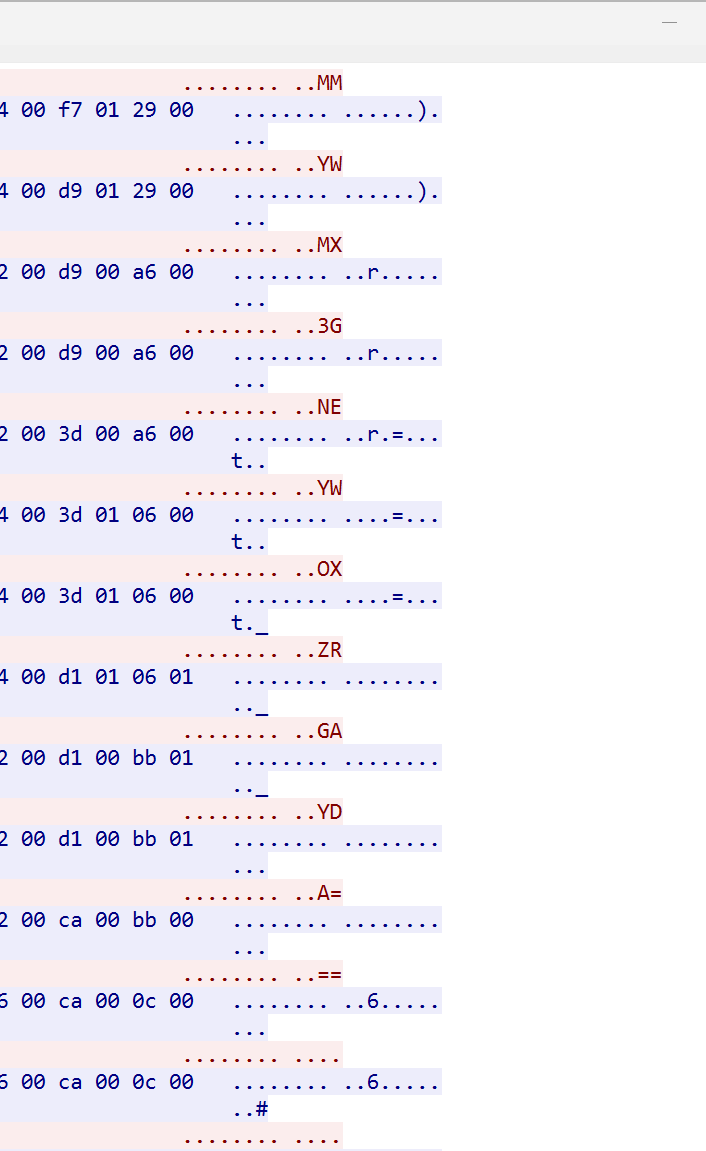 ........ ..MM
4 00 f7 01 29 00 ........ ......).
...
........ ..YW
4 00 d9 01 29 00 ........ ......).
...
........ ..MX
2 00 d9 00 a6 00 ........ ..r.....
...
........ ..3G
2 00 d9 00 a6 00 ........ ..r.....
...
........ ..NE
2 00 3d 00 a6 00 ........ ..r.=...
t..
........ ..YW
4 00 3d 01 06 00 ........ ....=...
t..
........ ..OX
4 00 3d 01 06 00 ........ ....=...
t._
........ ..ZR
4 00 d1 01 06 01 ........ ........
.._
........ ..GA
2 00 d1 00 bb 01 ........ ........
.._
........ ..YD
2 00 d1 00 bb 01 ........ ........
...
........ ..A=
2 00 ca 00 bb 00 ........ ........
...
........ ..==
6 00 ca 00 0c 00 ........ ..6.....
...
........ ....
6 00 ca 00 0c 00 ........ ..6.....
..#
........ ....